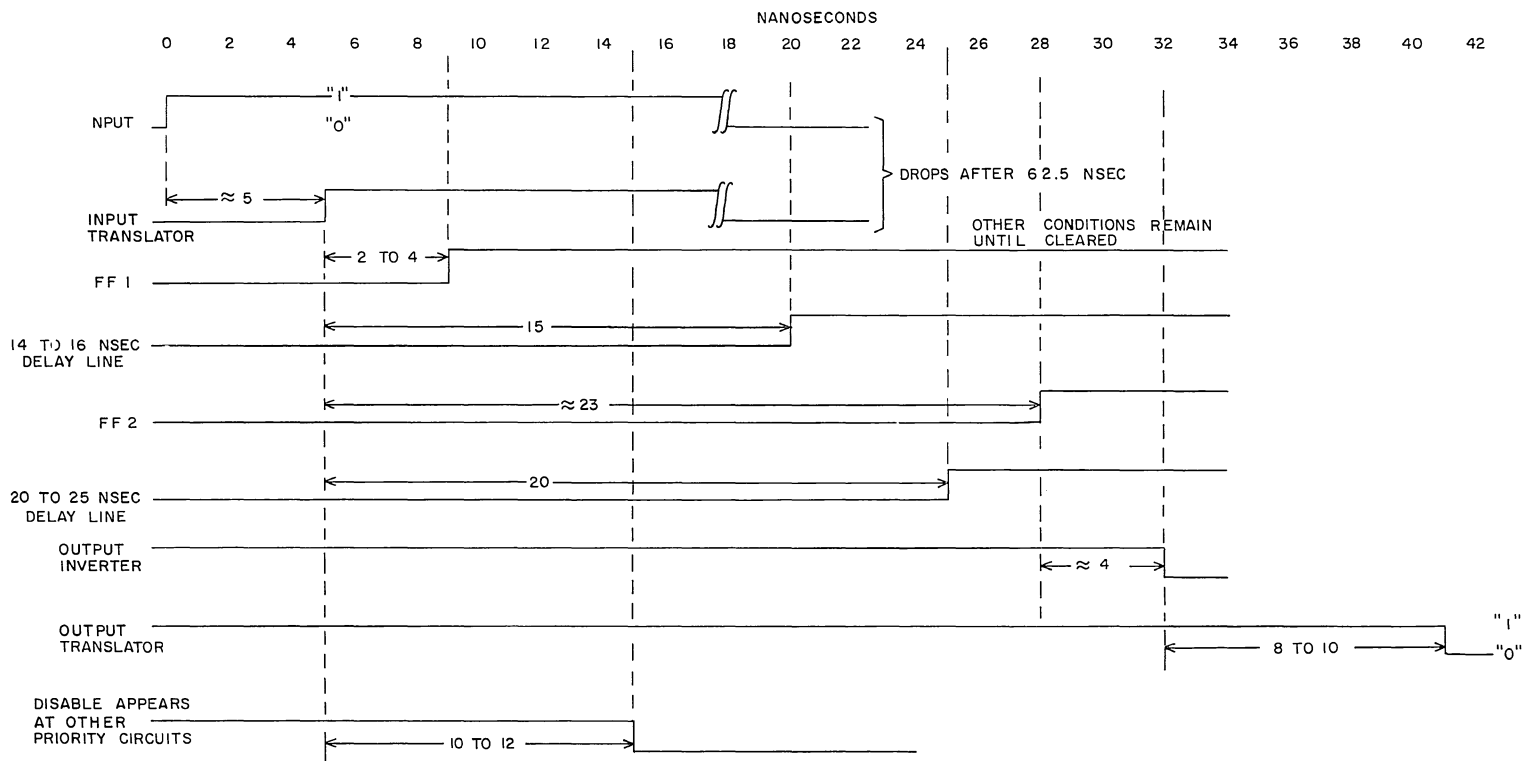 NANOSECONDS
0 2 4 6 8 10 12 14 16 18 20 22 24 26 28 30 32 34 36 38 40 42
"1"
NPUT "0"
DROPS AFTER 62.5 NSEC
≈ 5
INPUT
TRANSLATOR
OTHER CONDITIONS REMAIN
UNTIL CLEARED
2 TO 4
FF 1
15
14 TO 16 NSEC
DELAY LINE
≈ 23
FF 2
20
20 TO 25 NSEC
DELAY LINE
OUTPUT
INVERTER
≈ 4
OUTPUT
TRANSLATOR
"1"
8 TO 10 "0"
DISABLE APPEARS
AT OTHER
PRIORITY CIRCUITS
10 TO 12